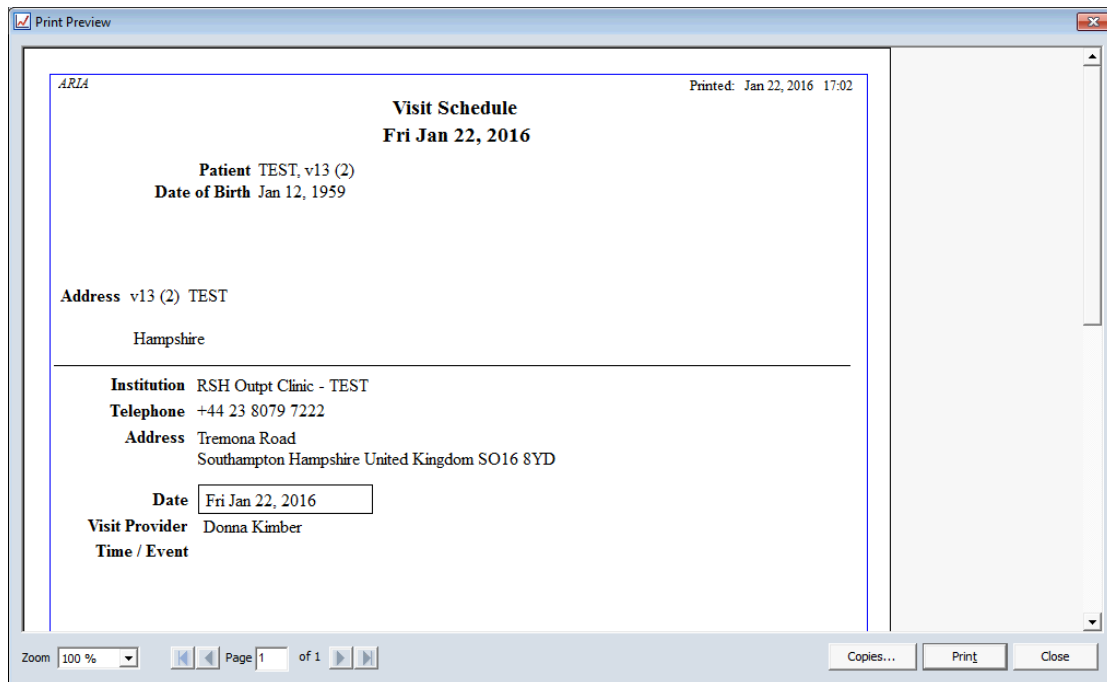 Print Preview
ARIA
Printed: Jan 22, 2016 17:02
Visit Schedule
Fri Jan 22, 2016
Patient TEST, v13 (2)
Date of Birth Jan 12, 1959
Address v13 (2) TEST
Hampshire
Institution RSH Outpt Clinic - TEST
Telephone +44 23 8079 7222
Address Tremona Road
Southampton Hampshire United Kingdom SO16 8YD
Date Fri Jan 22, 2016
Visit Provider Donna Kimber
Time / Event
Zoom 100 % Page 1 of 1 Copies... Print Close